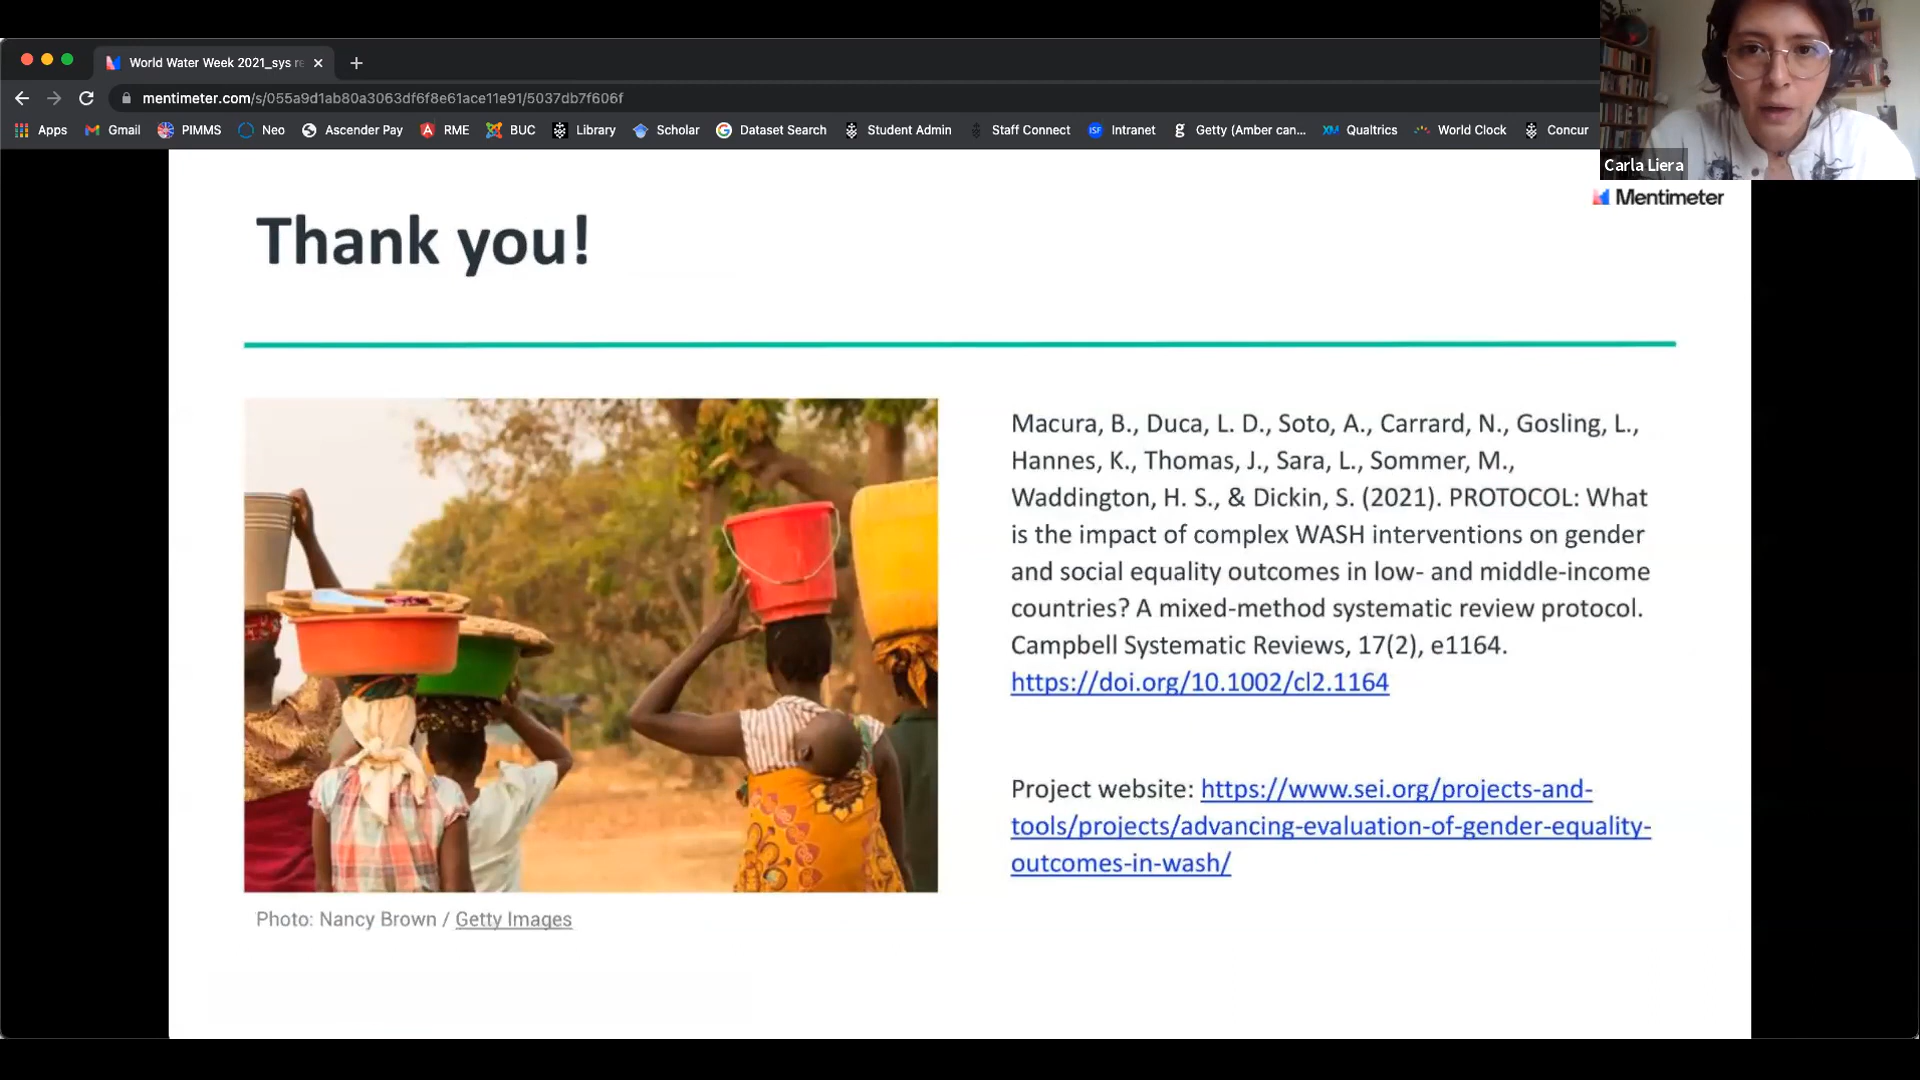 World Water Week 2021_sys re
mentimeter.com/s/055a9d1ab80a3063df6f8e61ace11e91/5037db7f606f
Apps Gmail PIMMS Neo Ascender Pay RME BUC Library Scholar Dataset Search Student Admin Staff Connect Intranet Getty (Amber can... Qualtrics World Clock Concur
Carla Liera
Mentimeter
Thank you!
Macura, B., Duca, L. D., Soto, A., Carrard, N., Gosling, L.,
Hannes, K., Thomas, J., Sara, L., Sommer, M.,
Waddington, H. S., & Dickin, S. (2021). PROTOCOL: What
is the impact of complex WASH interventions on gender
and social equality outcomes in low- and middle-income
countries? A mixed-method systematic review protocol.
Campbell Systematic Reviews, 17(2), e1164.
https://doi.org/10.1002/cl2.1164
Project website: https://www.sei.org/projects-and-
tools/projects/advancing-evaluation-of-gender-equality-
outcomes-in-wash/
Photo: Nancy Brown / Getty Images